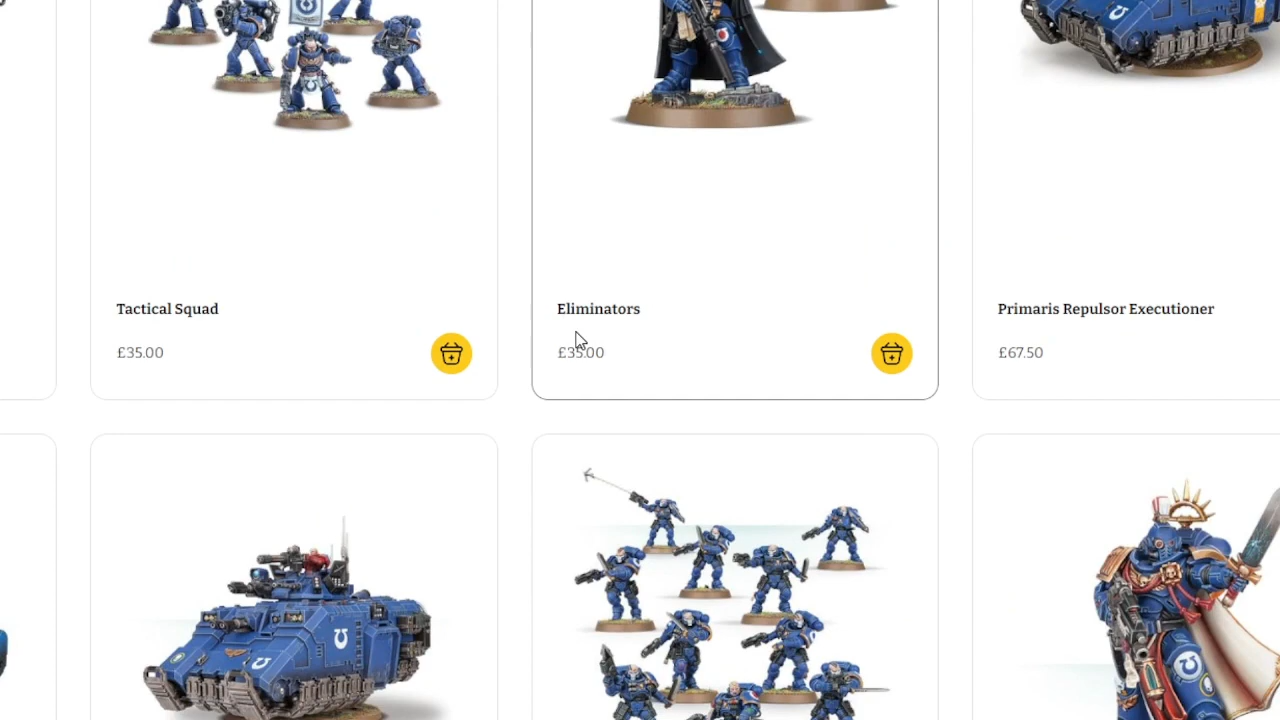 Tactical Squad
£35.00
Eliminators
£35.00
Primaris Repulsor Executioner
£67.50